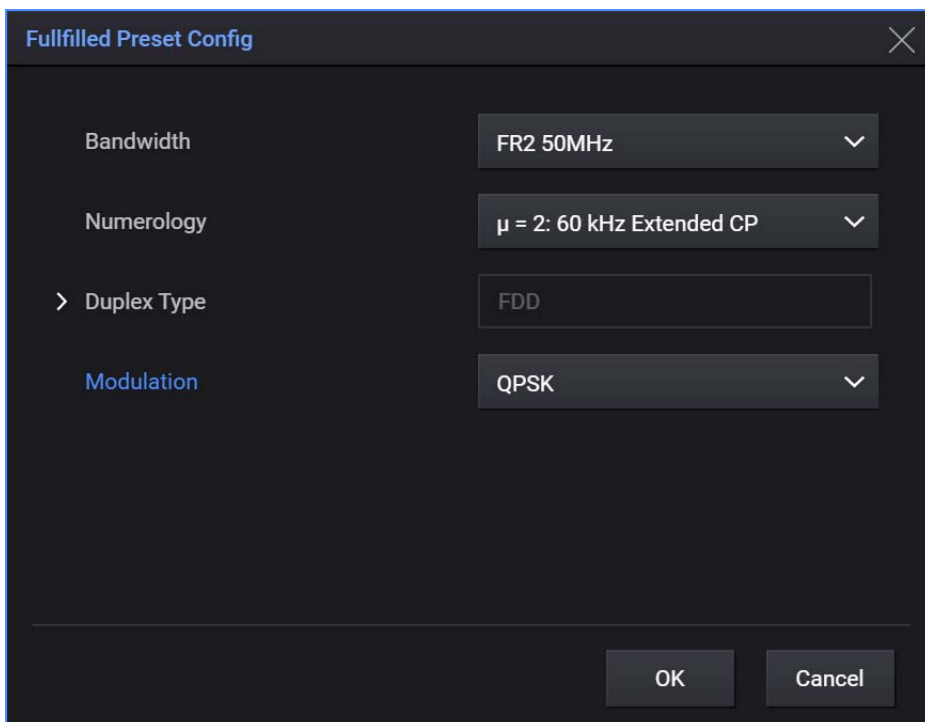 Fullfilled Preset Config
Bandwidth FR2 50MHz
Numerology μ = 2: 60 kHz Extended CP
Duplex Type FDD
Modulation QPSK
OK Cancel